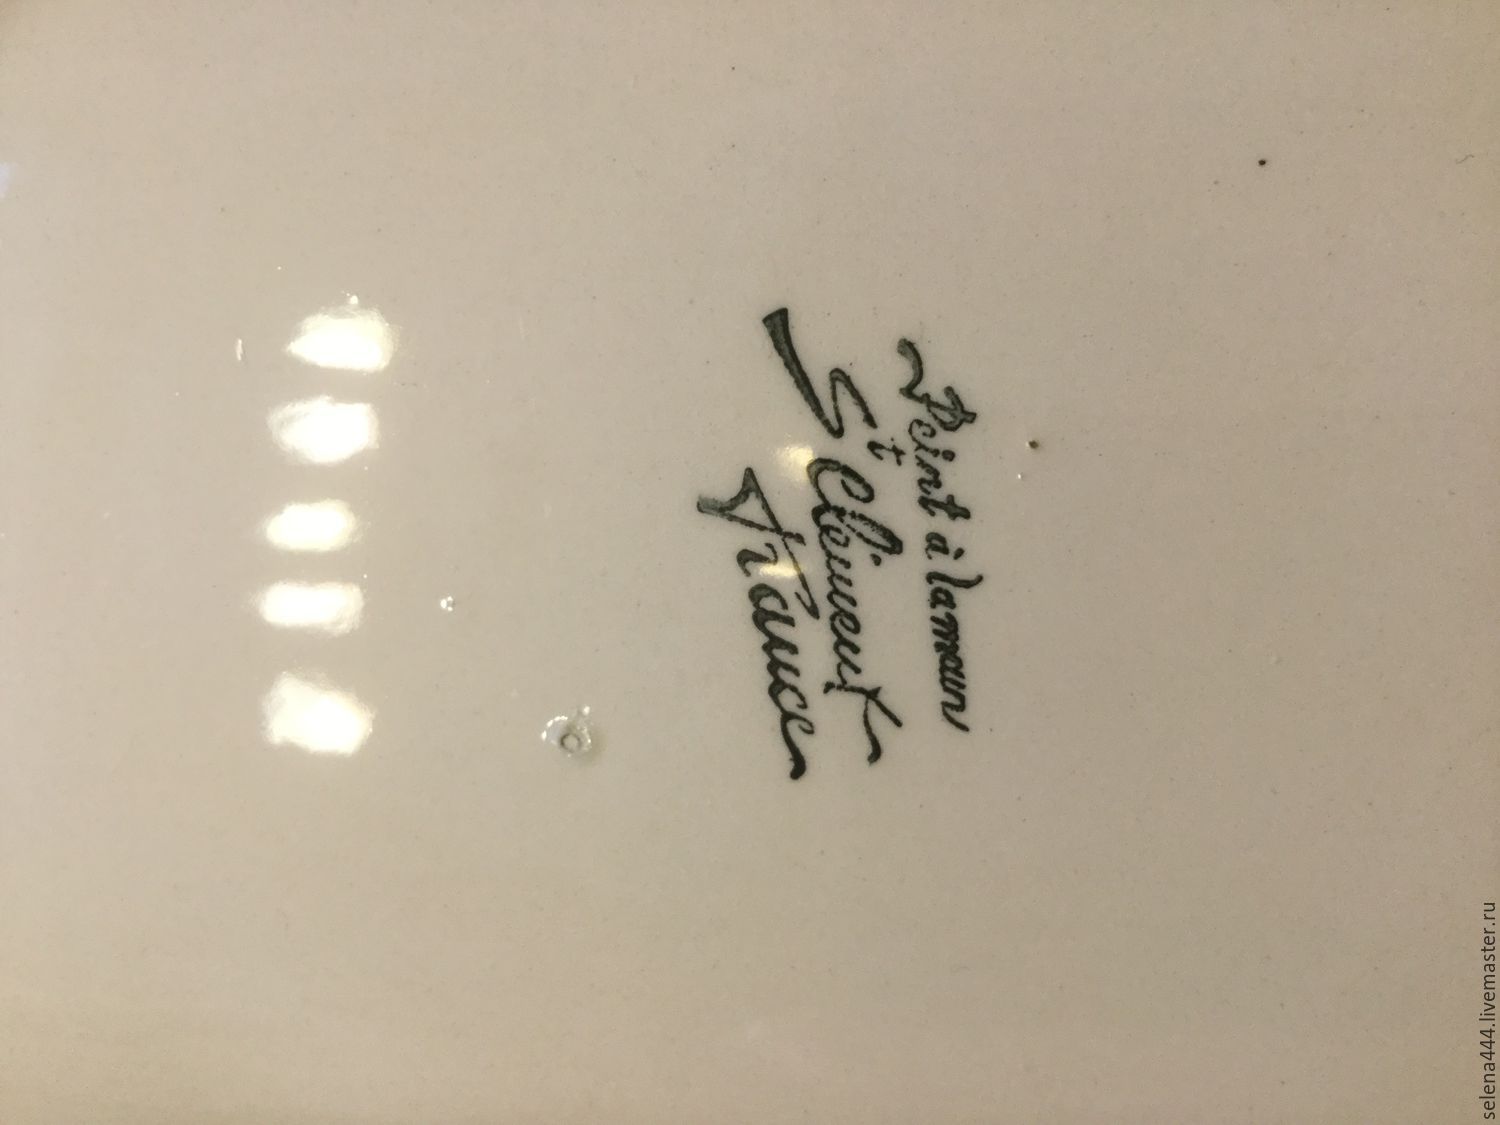 Peint à la main
St Clément
France
selena444.livemaster.ru